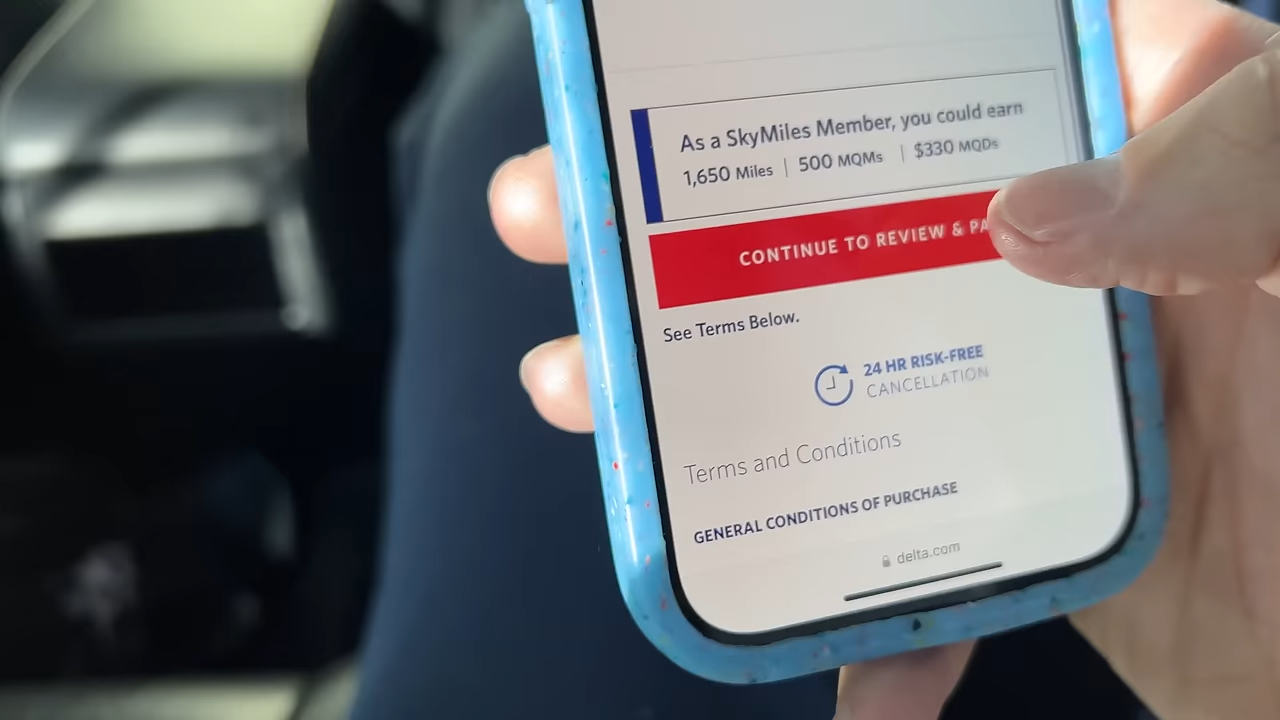 As a SkyMiles Member, you could earn
1,650 Miles | 500 MQMs | $330 MQDs
CONTINUE TO REVIEW & PA
See Terms Below.
24 HR RISK-FREE
CANCELLATION
Terms and Conditions
GENERAL CONDITIONS OF PURCHASE
delta.com